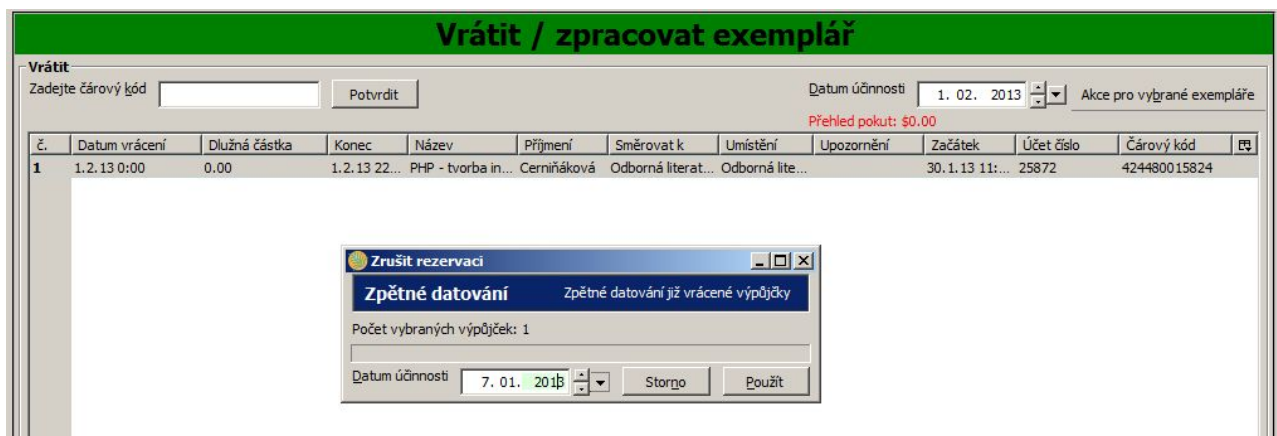 Vrátit / zpracovat exemplář
Vrátit
Zadejte čárový kód Potvrdit Datum účinnosti 1. 02. 2013 Akce pro vybrané exempláře
Přehled pokut: $0.00
č. Datum vrácení Dlužná částka Konec Název Příjmení Směrovat k Umístění Upozornění Začátek Účet číslo Čárový kód
1 1.2.13 0:00 0.00 1.2.13 22... PHP - tvorba in... Cerniňáková Odborná literat... Odborná lite... 30.1.13 11:... 25872 424480015824
Zrušit rezervaci
Zpětné datování Zpětné datování již vrácené výpůjčky
Počet vybraných výpůjček: 1
Datum účinnosti 7. 01. 2013 Storno Použít